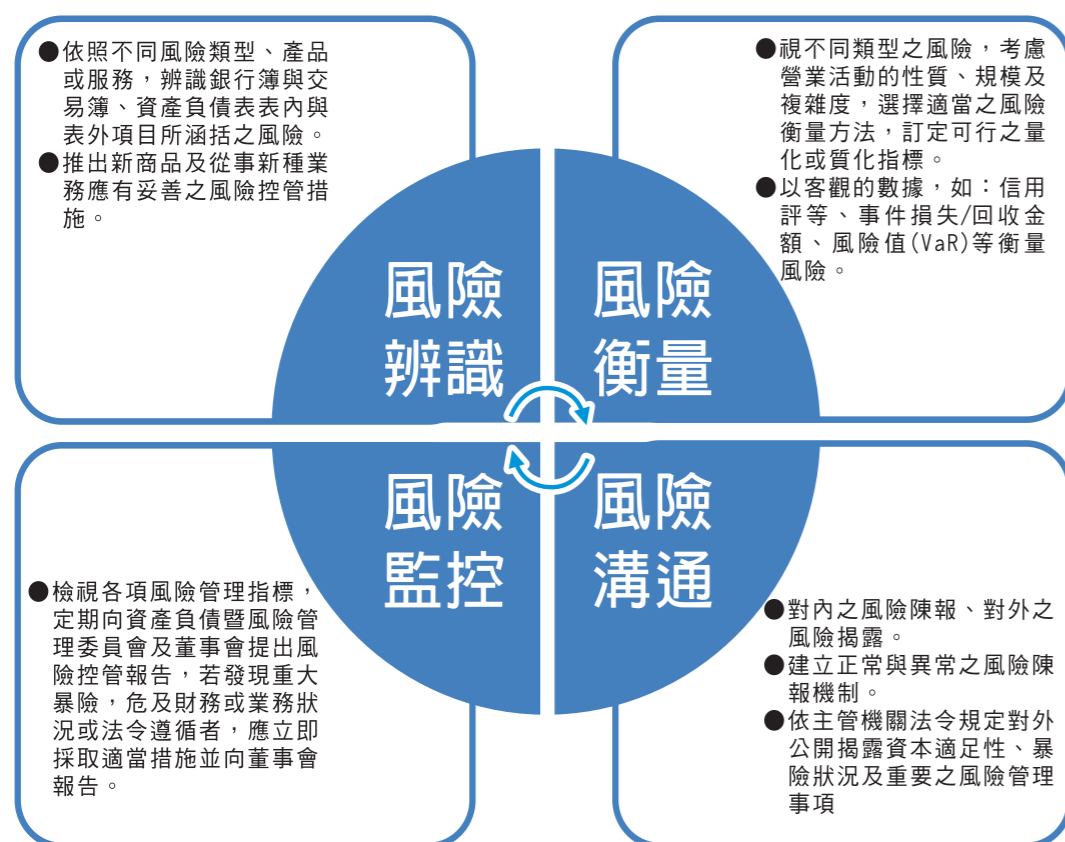 ●依照不同風險類型、產品
或服務，辨識銀行簿與交
易簿、資產負債表表內與
表外項目所涵括之風險。
●推出新商品及從事新種業
務應有妥善之風險控管措
施。
●視不同類型之風險，考慮
營業活動的性質、規模及
複雜度，選擇適當之風險
衡量方法，訂定可行之量
化或質化指標。
●以客觀的數據，如：信用
評等、事件損失/回收金
額、風險值(VaR)等衡量
風險。
風險
辨識
風險
衡量
風險
監控
風險
溝通
●檢視各項風險管理指標，
定期向資產負債暨風險管
理委員會及董事會提出風
險控管報告，若發現重大
暴險，危及財務或業務狀
況或法令遵循者，應立即
採取適當措施並向董事會
報告。
●對內之風險陳報、對外之
風險揭露。
●建立正常與異常之風險陳
報機制。
●依主管機關法令規定對外
公開揭露資本適足性、暴
險狀況及重要之風險管理
事項